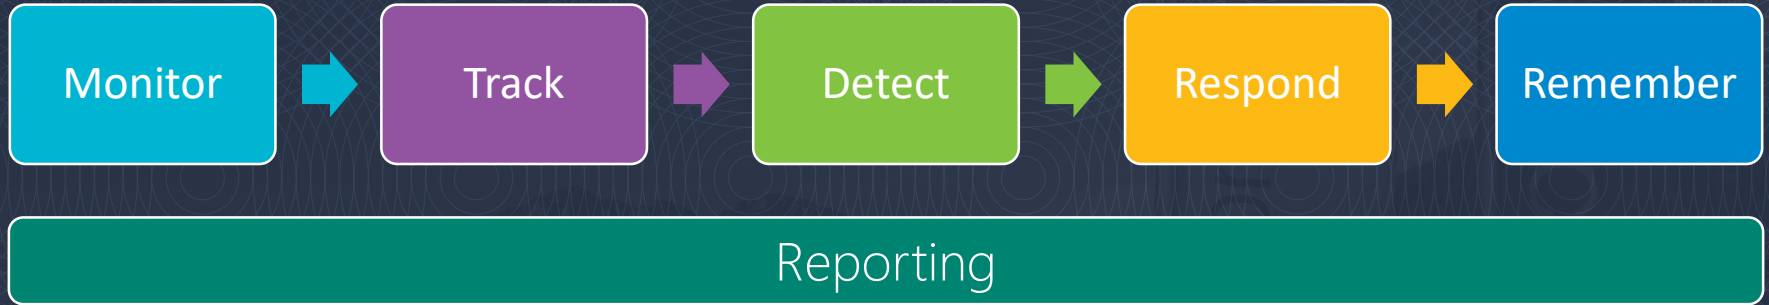 Monitor
Track
Detect
Respond
Remember
Reporting